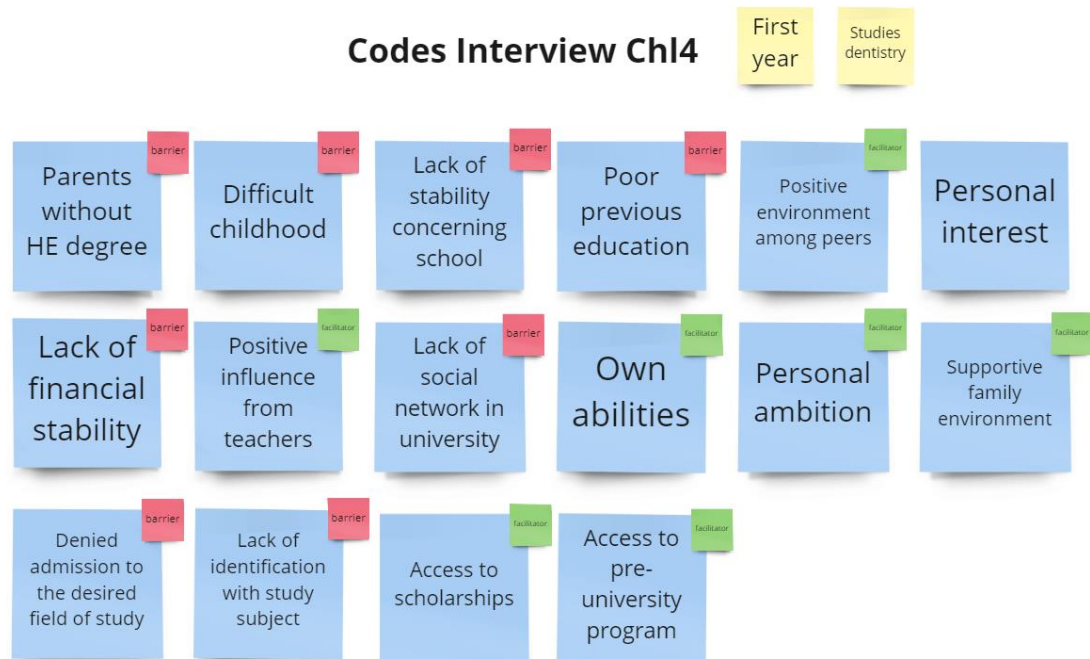 Codes Interview Chl4
First
year
Studies
dentistry
barrier
Parents
without
HE degree
barrier
Difficult
childhood
barrier
Lack of
stability
concerning
school
barrier
Poor
previous
education
facilitator
Positive
environment
among peers
Personal
interest
barrier
Lack of
financial
stability
facilitator
Positive
influence
from
teachers
barrier
Lack of
social
network in
university
facilitator
Own
abilities
facilitator
Personal
ambition
facilitator
Supportive
family
environment
barrier
Denied
admission to
the desired
field of study
barrier
Lack of
identification
with study
subject
facilitator
Access to
scholarships
facilitator
Access to
pre-
university
program